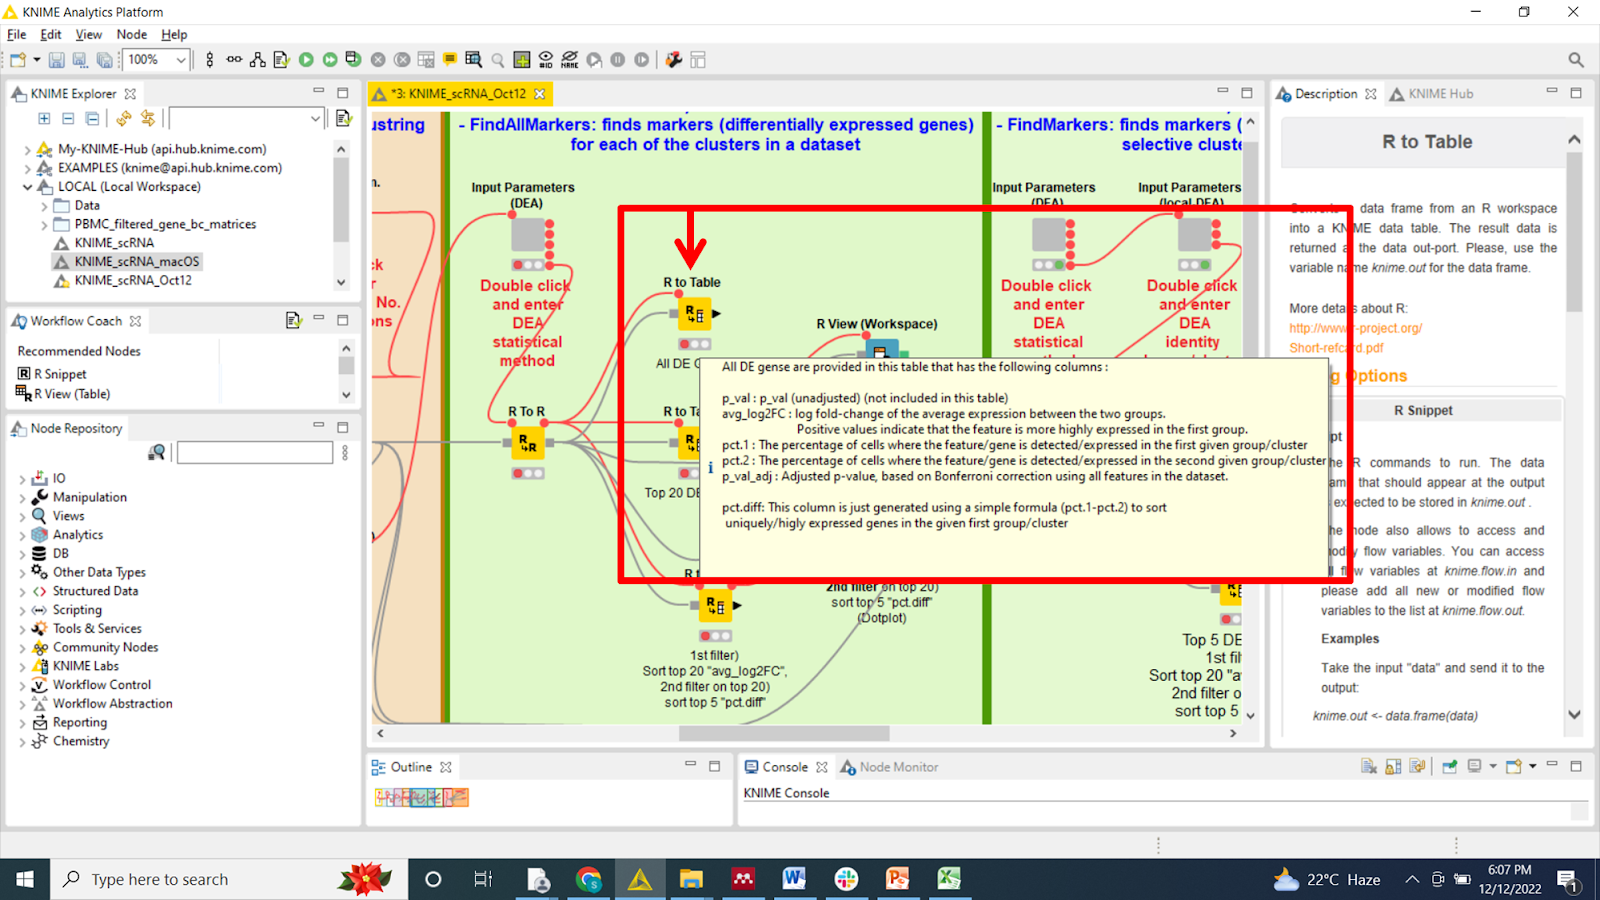 KNIME Analytics Platform
File Edit View Node Help
100%
KNIME Explorer
My-KNIME-Hub (api.hub.knime.com)
EXAMPLES (knime@api.hub.knime.com)
LOCAL (Local Workspace)
Data
PBMC_filtered_gene_bc_matrices
KNIME_scRNA
KNIME_scRNA_macOS
KNIME_scRNA_Oct12
Workflow Coach
Recommended Nodes
R Snippet
R View (Table)
Node Repository
IO
Manipulation
Views
Analytics
DB
Other Data Types
Structured Data
Scripting
Tools & Services
Community Nodes
KNIME Labs
Workflow Control
Workflow Abstraction
Reporting
Chemistry
*3: KNIME_scRNA_Oct12
ustring
No.
- FindAllMarkers: finds markers (differentially expressed genes)
for each of the clusters in a dataset
- FindMarkers: finds markers (
selective cluste
Input Parameters
(DEA)
Double click
and enter
DEA
statistical
method
R To R
R to Table
All DE
R to Ta
Top 20 DE
1st filter)
Sort top 20 "avg_log2FC",
2nd filter on top 20)
sort top 5 "pct.diff"
R View (Workspace)
2nd filter on top 20)
sort top 5 "pct.diff"
(Dotplot)
Input Parameters
(DEA)
Double click
and enter
DEA
statistical
Input Parameters
(local DEA)
Double click
and enter
DEA
identity
Top 5 DE
1st filt
Sort top 20 "a
2nd filter o
sort top 5
All DE gense are provided in this table that has the following columns :
p_val : p_val (unadjusted) (not included in this table)
avg_log2FC : log fold-change of the average expression between the two groups.
Positive values indicate that the feature is more highly expressed in the first group.
pct.1 : The percentage of cells where the feature/gene is detected/expressed in the first given group/cluster
pct.2 : The percentage of cells where the feature/gene is detected/expressed in the second given group/cluster
p_val_adj : Adjusted p-value, based on Bonferroni correction using all features in the dataset.
pct.diff: This column is just generated using a simple formula (pct.1-pct.2) to sort
uniquely/higly expressed genes in the given first group/cluster
Description
KNIME Hub
R to Table
Converts data frame from an R workspace
into a KNIME data table. The result data is
returned at the data out-port. Please, use the
variable name knime.out for the data frame.
More details about R:
http://www.r-project.org/
Short-refcard.pdf
g Options
R Snippet
ipt
R commands to run. The data
that should appear at the output
expected to be stored in knime.out .
node also allows to access and
flow variables. You can access
flow variables at knime.flow.in and
please add all new or modified flow
variables to the list at knime.flow.out.
Examples
Take the input "data" and send it to the
output:
knime.out <- data.frame(data)
Outline
Console
Node Monitor
KNIME Console
Type here to search
22°C Haze
6:07 PM
12/12/2022
1